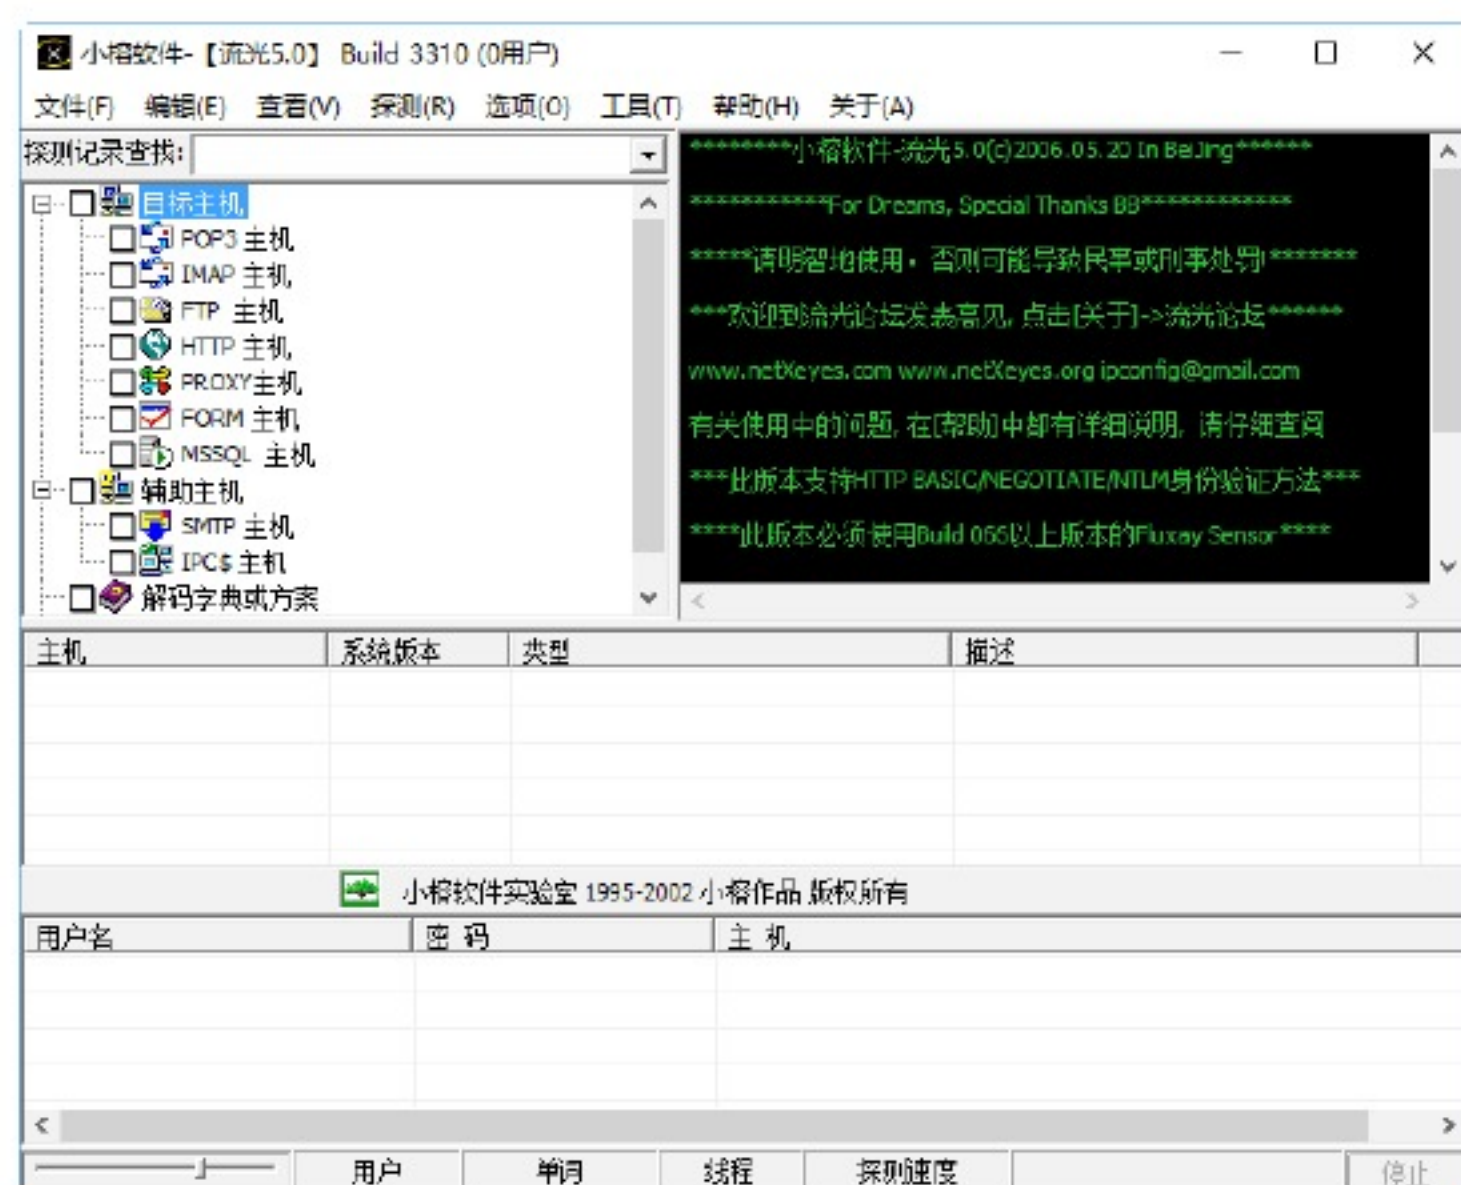 小榕软件-【流光5.0】 Build 3310 (0用户)
文件(F) 编辑(E) 查看(V) 探测(R) 选项(O) 工具(T) 帮助(H) 关于(A)
探测记录查找:
目标主机
POP3 主机
IMAP 主机
FTP 主机
HTTP 主机
PROXY主机
FORM 主机
MSSQL 主机
辅助主机
SMTP 主机
IPC$ 主机
解码字典或方案
********小榕软件-流光5.0(c)2006.05.20 In BeiJing******
***********For Dreams, Special Thanks BB************
*****请明智地使用，否则可能导致民事或刑事处罚!*******
***欢迎到流光论坛发表高见, 点击[关于]->流光论坛******
www.netXeyes.com www.netXeyes.org ipconfig@gmail.com
有关使用中的问题, 在[帮助]中都有详细说明, 请仔细查阅
***此版本支持HTTP BASIC/NEGOTIATE/NTLM身份验证方法***
****此版本必须使用Build 066以上版本的Fluxay Sensor****
主机 系统版本 类型 描述
小榕软件实验室 1995-2002 小榕作品 版权所有
用户名 密 码 主 机
用户 单词 线程 探测速度 停止